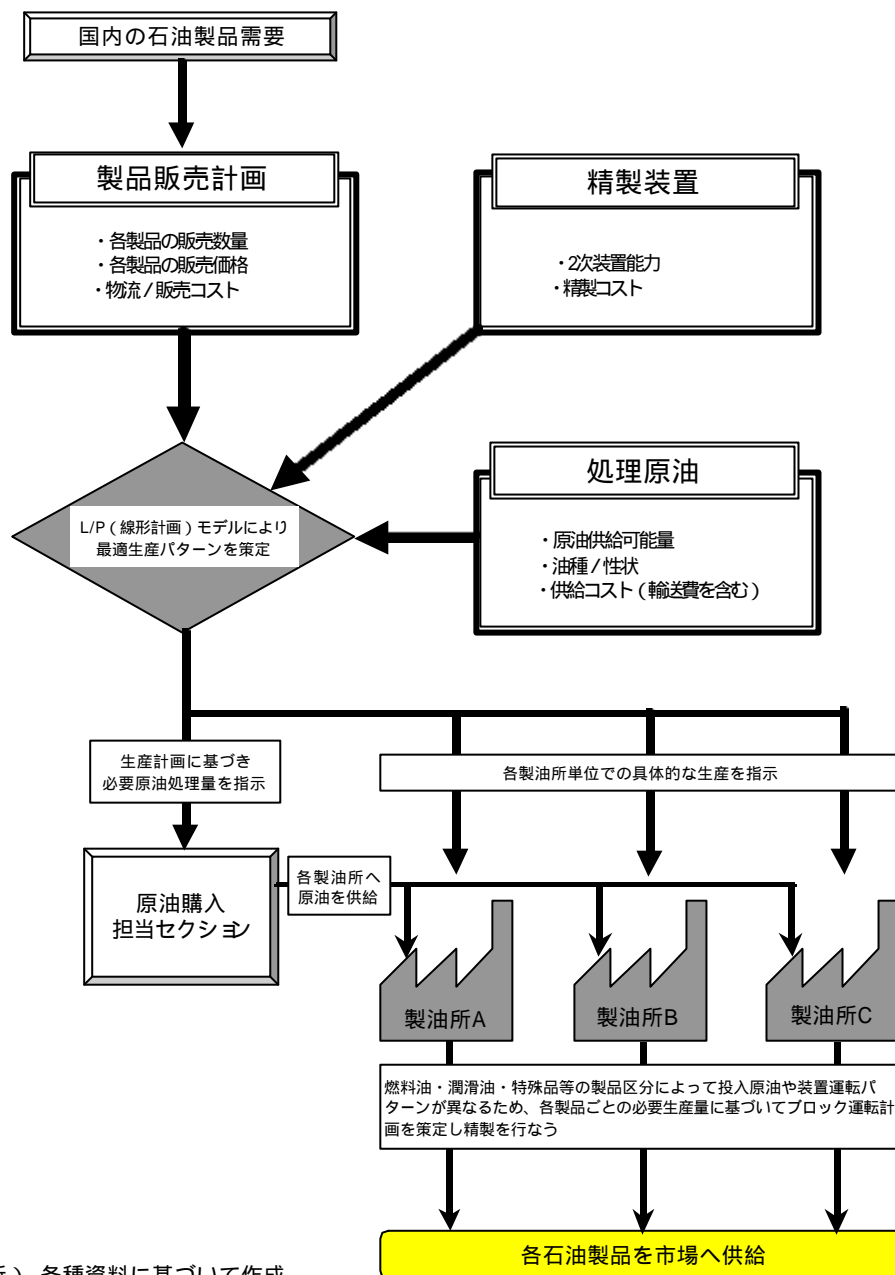 国内の石油製品需要
製品販売計画
・各製品の販売数量
・各製品の販売価格
・物流/販売コスト
精製装置
・2次装置能力
・精製コスト
処理原油
・原油供給可能量
・油種/性状
・供給コスト(輸送費を含む)
L/P(線形計画)モデルにより
最適生産パターンを策定
生産計画に基づき
必要原油処理量を指示
各製油所単位での具体的な生産を指示
原油購入
担当セクション
各製油所へ
原油を供給
製油所A
製油所B
製油所C
燃料油・潤滑油・特殊品等の製品区分によって投入原油や装置運転パ
ターンが異なるため、各製品ごとの必要生産量に基づいてブロック運転計
画を策定し精製を行なう
各石油製品を市場へ供給
) 各種資料に基づいて作成